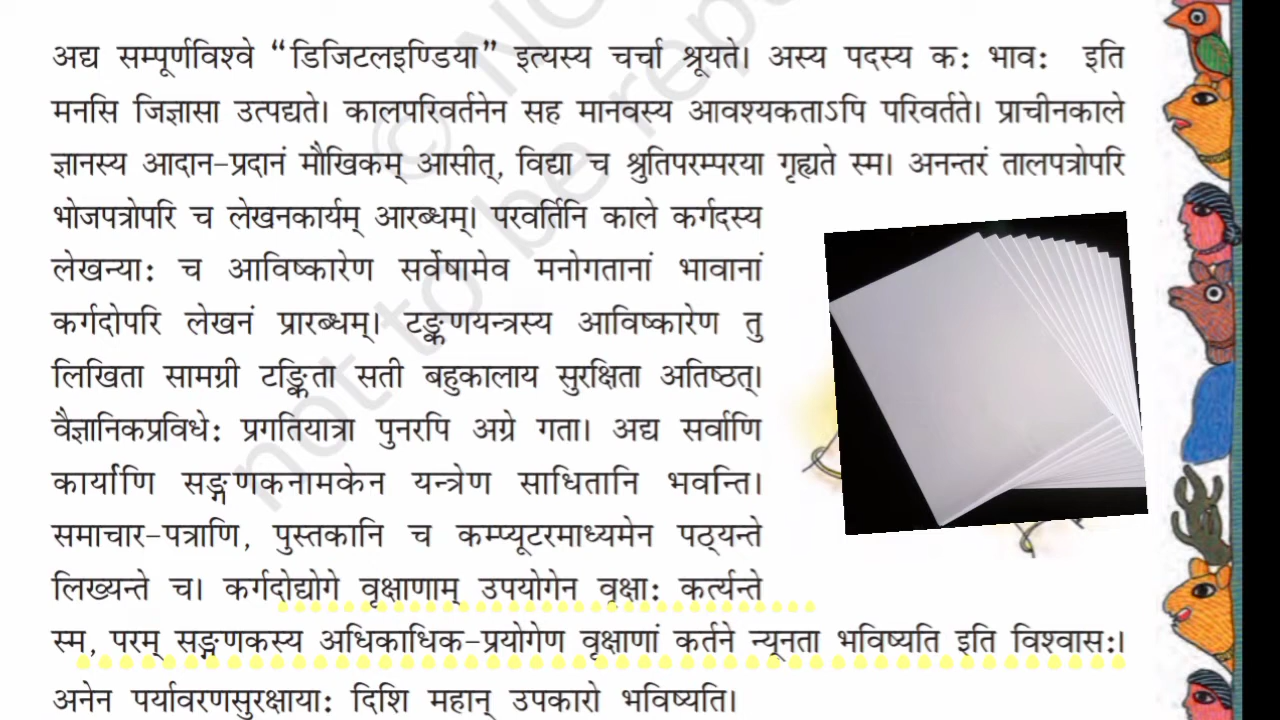 अद्य सम्पूर्णविश्वे “डिजिटलइण्डिया” इत्यस्य चर्चा श्रूयते। अस्य पदस्य कः भावः इति
मनसि जिज्ञासा उत्पद्यते। कालपरिवर्तनेन सह मानवस्य आवश्यकताऽपि परिवर्तते। प्राचीनकाले
ज्ञानस्य आदान-प्रदानं मौखिकम् आसीत्, विद्या च श्रुतिपरम्परया गृह्यते स्म। अनन्तरं तालपत्रोपरि
भोजपत्रोपरि च लेखनकार्यम् आरब्धम्। परवर्तिनि काले कर्गदस्य
लेखन्याः च आविष्कारेण सर्वेषामेव मनोगतानां भावानां
कर्गदोपरि लेखनं प्रारब्धम्। टङ्कणयन्त्रस्य आविष्कारेण तु
लिखिता सामग्री टङ्किता सती बहुकालाय सुरक्षिता अतिष्ठत्।
वैज्ञानिकप्रविधेः प्रगतियात्रा पुनरपि अग्रे गता। अद्य सर्वाणि
कार्याणि सङ्गणकनामकेन यन्त्रेण साधितानि भवन्ति।
समाचार-पत्राणि, पुस्तकानि च कम्प्यूटरमाध्यमेन पठ्यन्ते
लिख्यन्ते च। कर्गदोद्योगे वृक्षाणाम् उपयोगेन वृक्षाः कर्त्यन्ते
स्म, परम् सङ्गणकस्य अधिकाधिक-प्रयोगेण वृक्षाणां कर्तने न्यूनता भविष्यति इति विश्वासः।
अनेन पर्यावरणसुरक्षायाः दिशि महान् उपकारो भविष्यति।
not to be rep